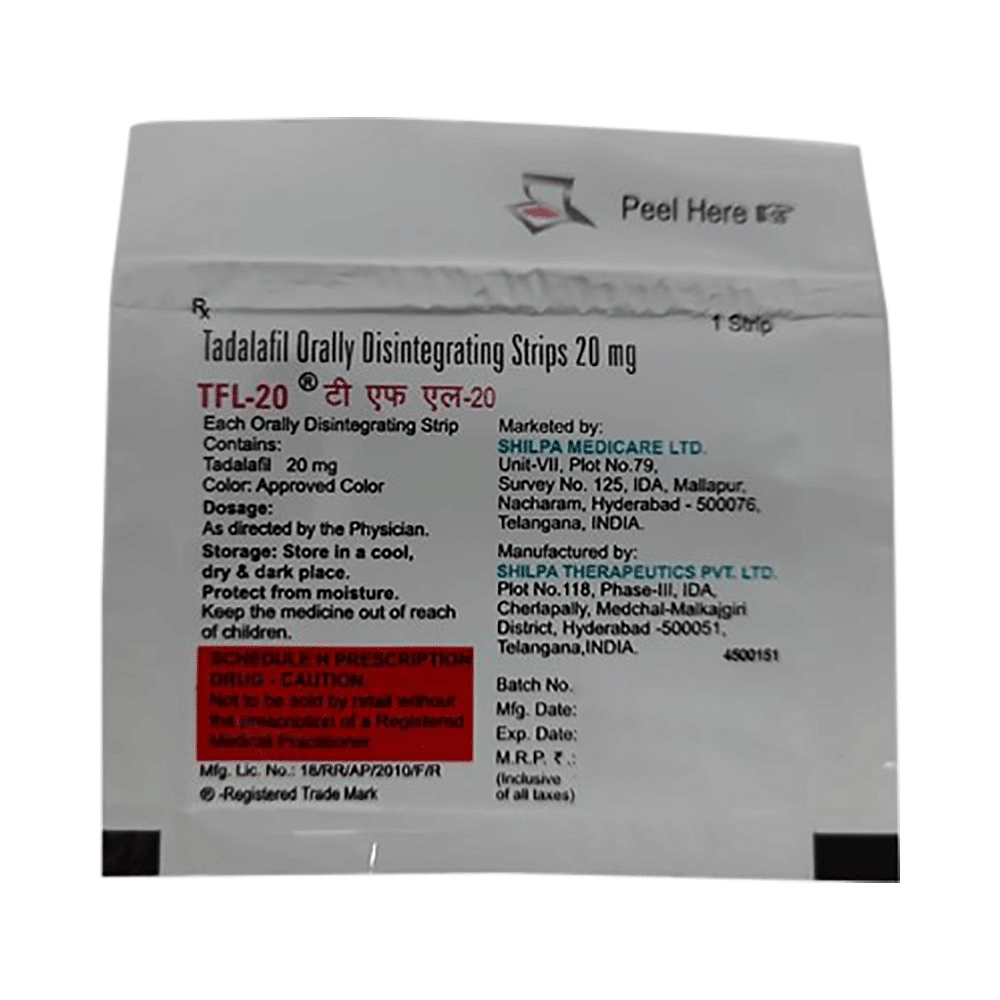 Peel Here
1 Strip
Rx
Tadalafil Orally Disintegrating Strips 20 mg
TFL-20 ® टी एफ एल-20
Each Orally Disintegrating Strip
Contains:
Tadalafil 20 mg
Color: Approved Color
Dosage:
As directed by the Physician.
Storage: Store in a cool,
dry & dark place.
Protect from moisture.
Keep the medicine out of reach
of children.
SCHEDULE H PRESCRIPTION
DRUG - CAUTION.
Not to be sold by retail without
the prescription of a Registered
Medical Practitioner
Mfg. Lic. No.: 18/RR/AP/2010/F/R
® -Registered Trade Mark
Marketed by:
SHILPA MEDICARE LTD.
Unit-VII, Plot No.79,
Survey No. 125, IDA, Mallapur,
Nacharam, Hyderabad - 500076,
Telangana, INDIA.
Manufactured by:
SHILPA THERAPEUTICS PVT. LTD.
Plot No.118, Phase-III, IDA,
Cherlapally, Medchal-Malkajgiri
District, Hyderabad -500051,
Telangana,INDIA.
4500151
Batch No.
Mfg. Date:
Exp. Date:
M.R.P. ₹ .:
(Inclusive
of all taxes)